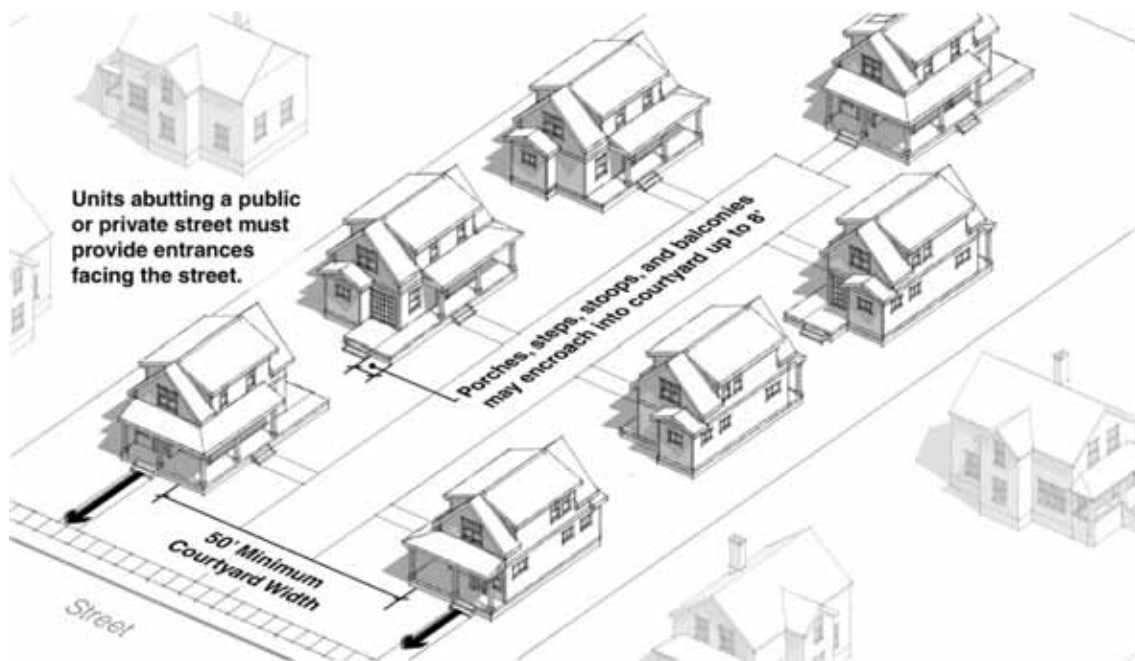 Units abutting a public
or private street must
provide entrances
facing the street.
Porches, steps, stoops, and balconies
may encroach into courtyard up to 8'
50' Minimum
Courtyard Width
Street